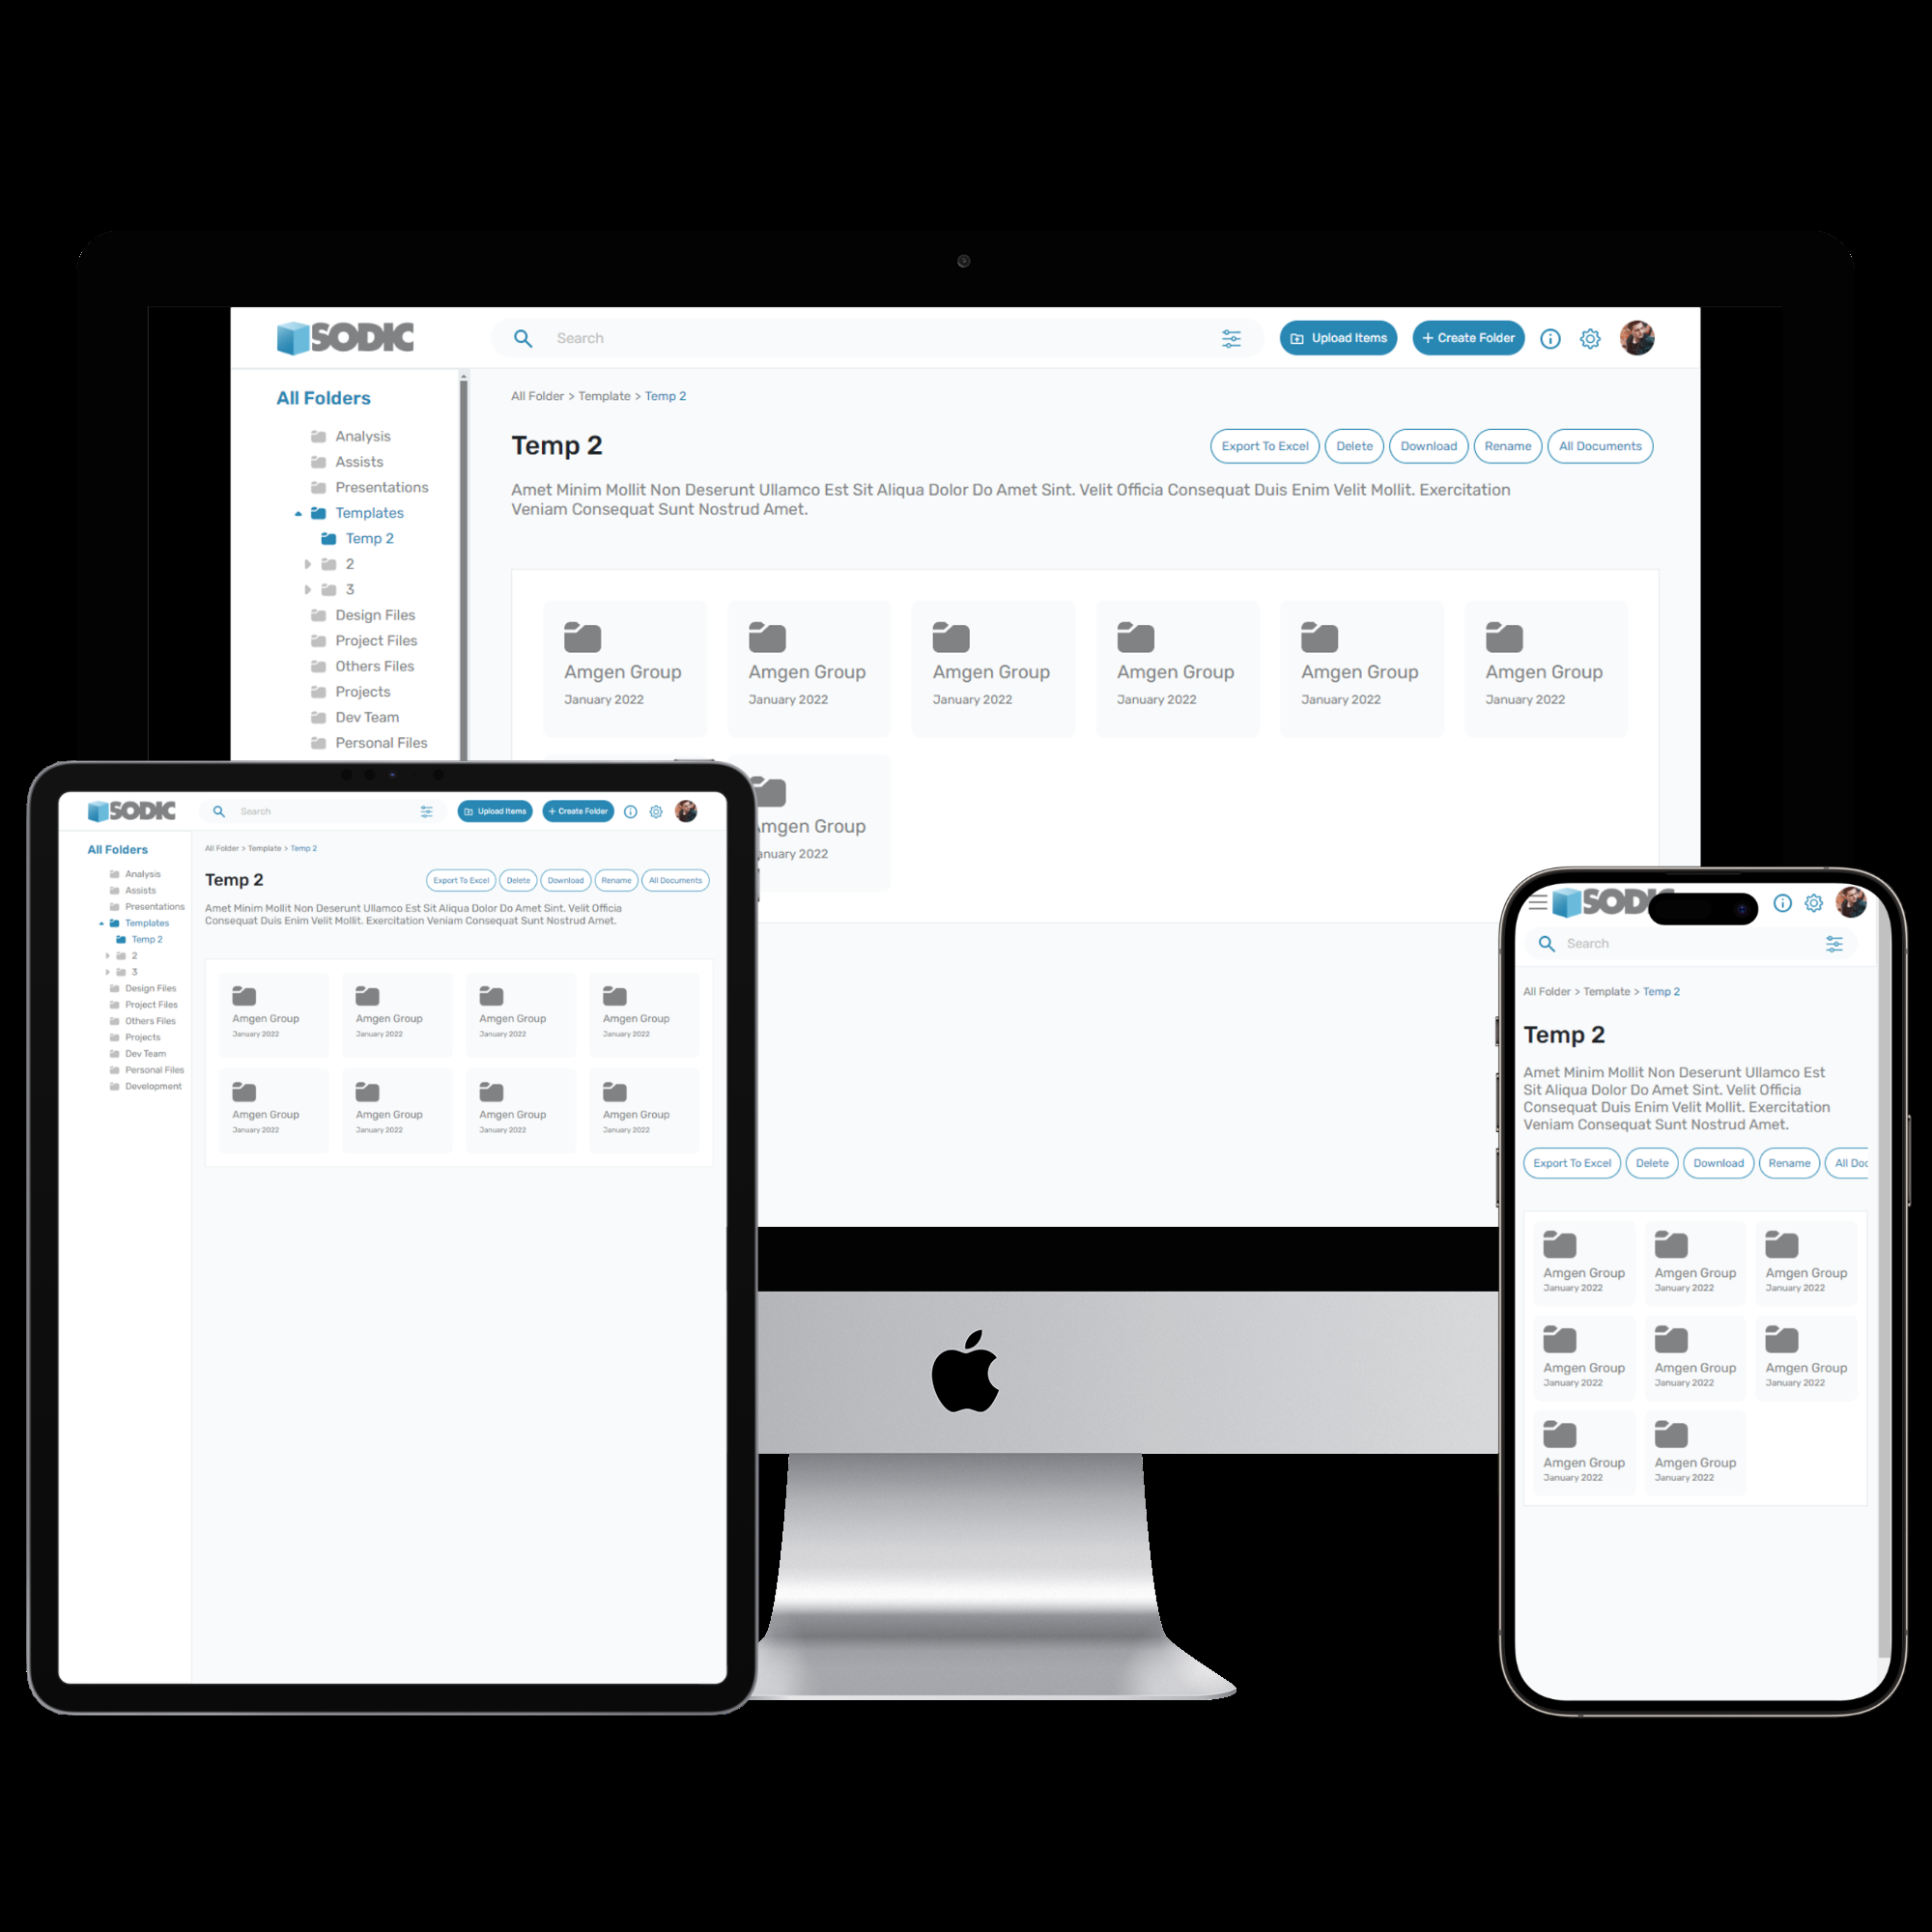 SODIC
Search
Upload Items
+ Create Folder
All Folders
Analysis
Assists
Presentations
Templates
Temp 2
2
3
Design Files
Project Files
Others Files
Projects
Dev Team
Personal Files
All Folder > Template > Temp 2
Temp 2
Export To Excel
Delete
Download
Rename
All Documents
Amet Minim Mollit Non Deserunt Ullamco Est Sit Aliqua Dolor Do Amet Sint. Velit Officia Consequat Duis Enim Velit Mollit. Exercitation
Veniam Consequat Sunt Nostrud Amet.
Amgen Group
January 2022
Amgen Group
January 2022
Amgen Group
January 2022
Amgen Group
January 2022
Amgen Group
January 2022
Amgen Group
January 2022
mgen Group
anuary 2022
SODIC
Search
Upload Items
+ Create Folder
All Folders
Analysis
Assists
Presentations
Templates
Temp 2
2
3
Design Files
Project Files
Others Files
Projects
Dev Team
Personal Files
Development
All Folder > Template > Temp 2
Temp 2
Export To Excel
Delete
Download
Rename
All Documents
Amet Minim Mollit Non Deserunt Ullamco Est Sit Aliqua Dolor Do Amet Sint. Velit Officia
Consequat Duis Enim Velit Mollit. Exercitation Veniam Consequat Sunt Nostrud Amet.
Amgen Group
January 2022
Amgen Group
January 2022
Amgen Group
January 2022
Amgen Group
January 2022
Amgen Group
January 2022
Amgen Group
January 2022
Amgen Group
January 2022
Amgen Group
January 2022
SOD
Search
All Folder > Template > Temp 2
Temp 2
Amet Minim Mollit Non Deserunt Ullamco Est
Sit Aliqua Dolor Do Amet Sint. Velit Officia
Consequat Duis Enim Velit Mollit. Exercitation
Veniam Consequat Sunt Nostrud Amet.
Export To Excel
Delete
Download
Rename
All Doc
Amgen Group
January 2022
Amgen Group
January 2022
Amgen Group
January 2022
Amgen Group
January 2022
Amgen Group
January 2022
Amgen Group
January 2022
Amgen Group
January 2022
Amgen Group
January 2022